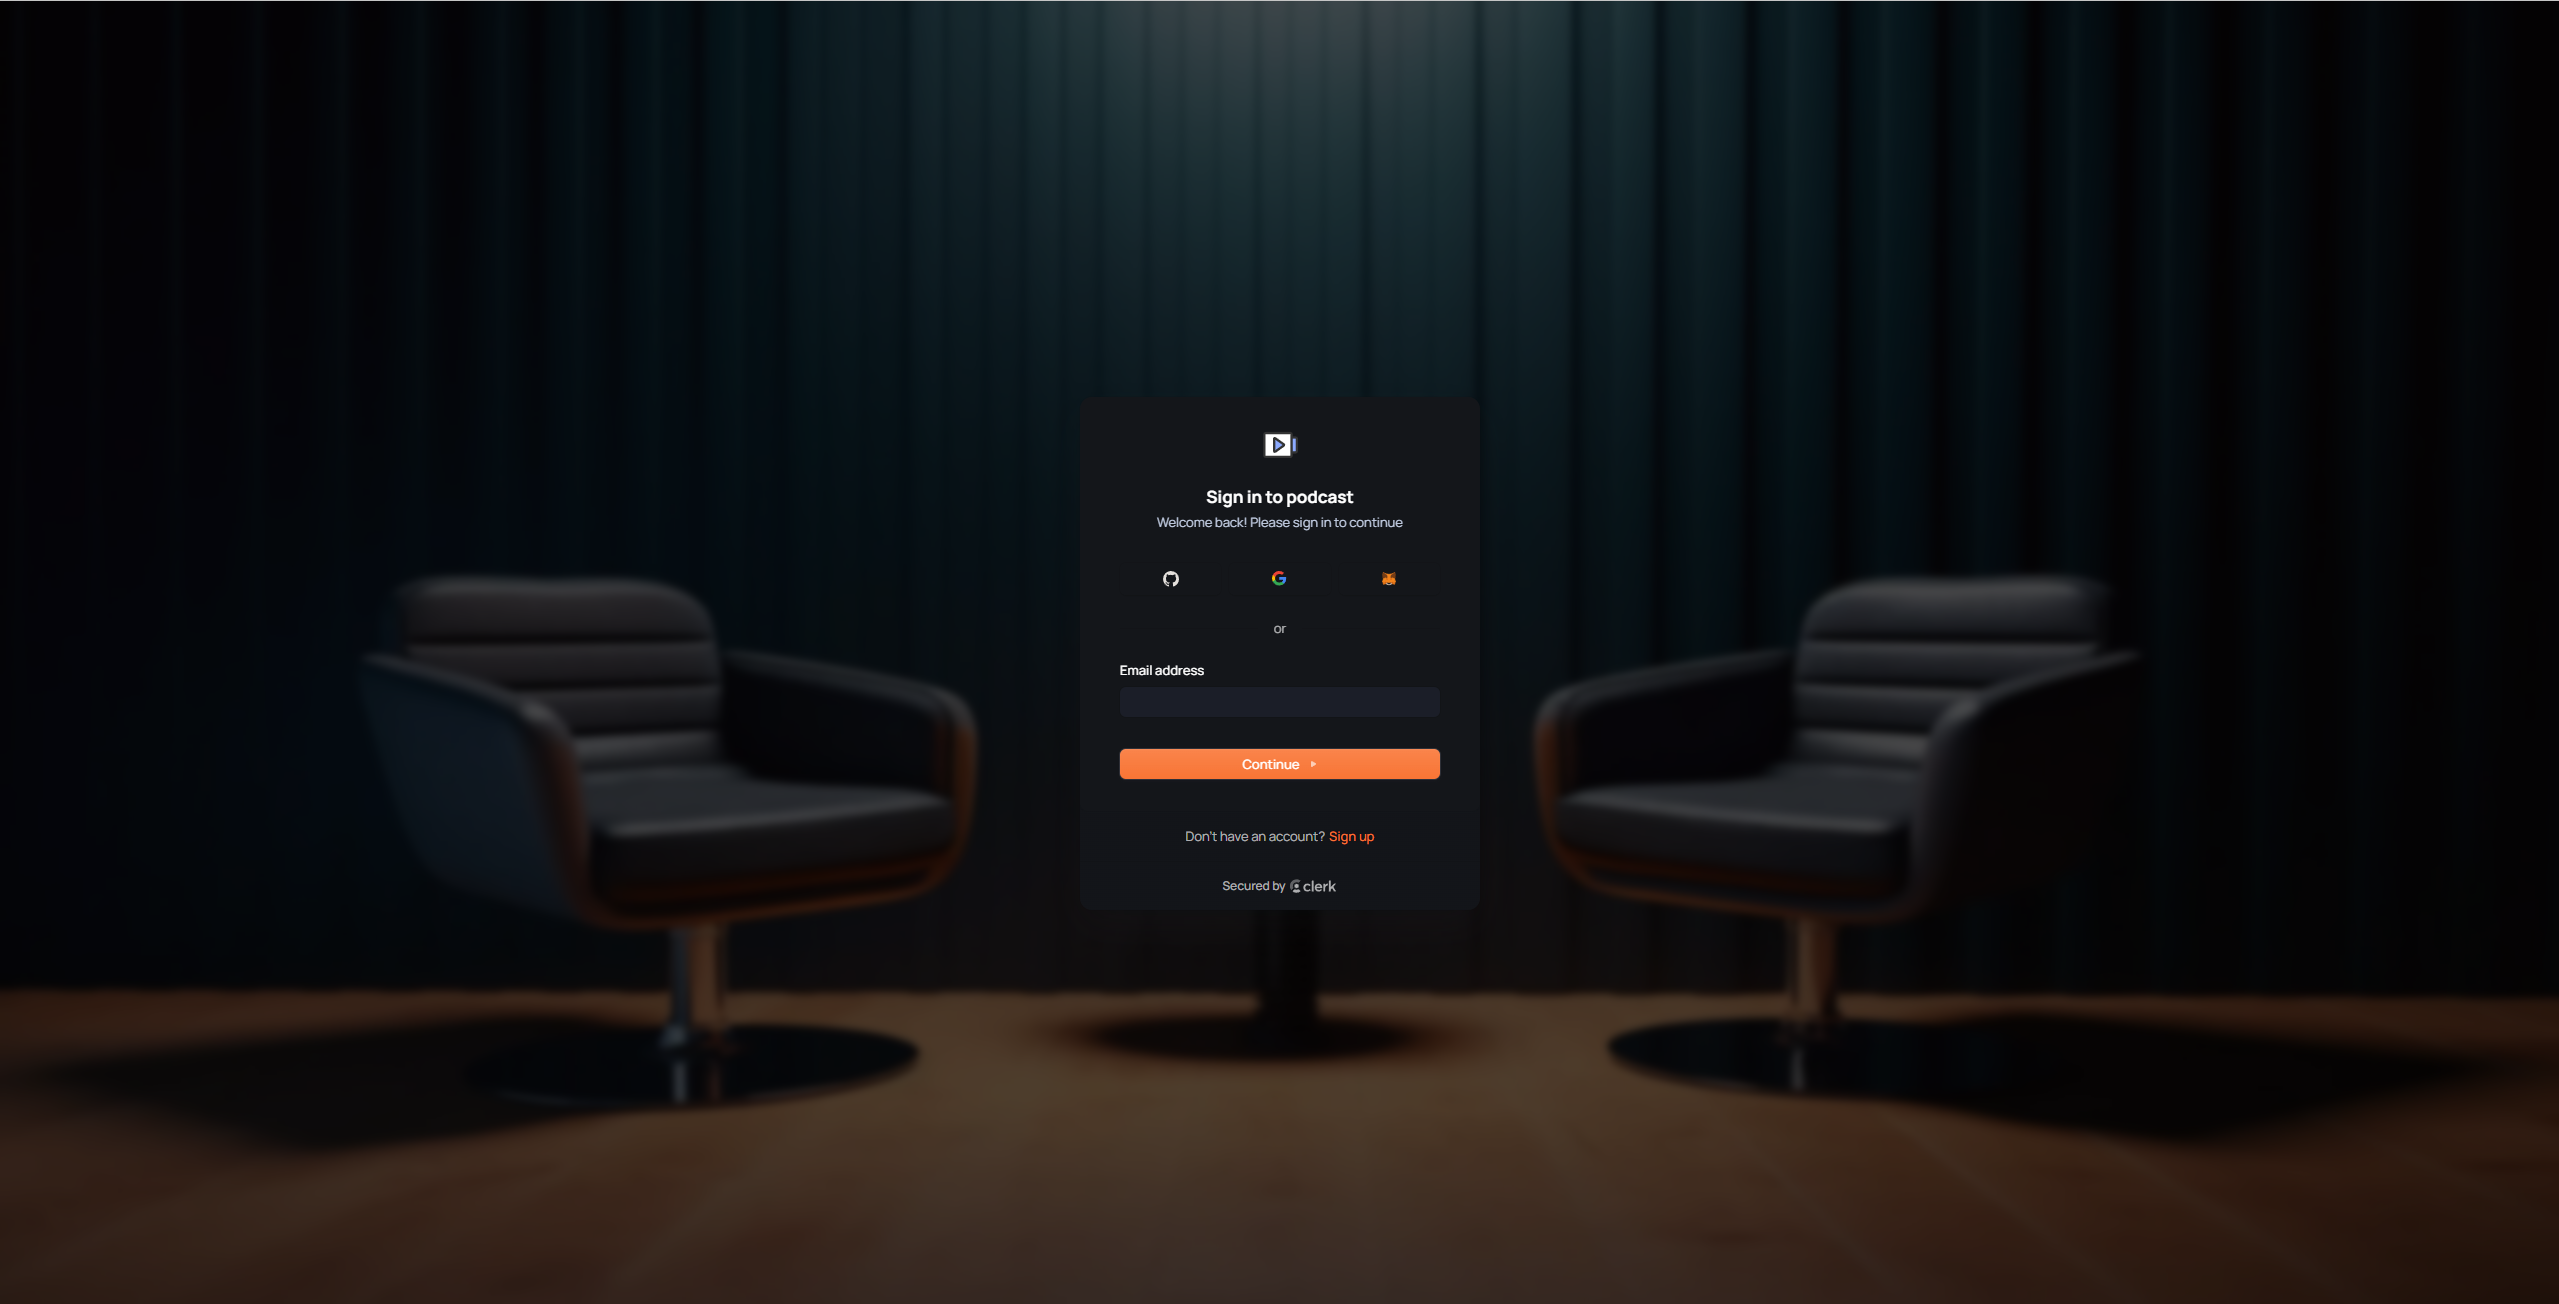 Sign in to podcast
Welcome back! Please sign in to continue
or
Email address
Continue
Don't have an account? Sign up
Secured by clerk